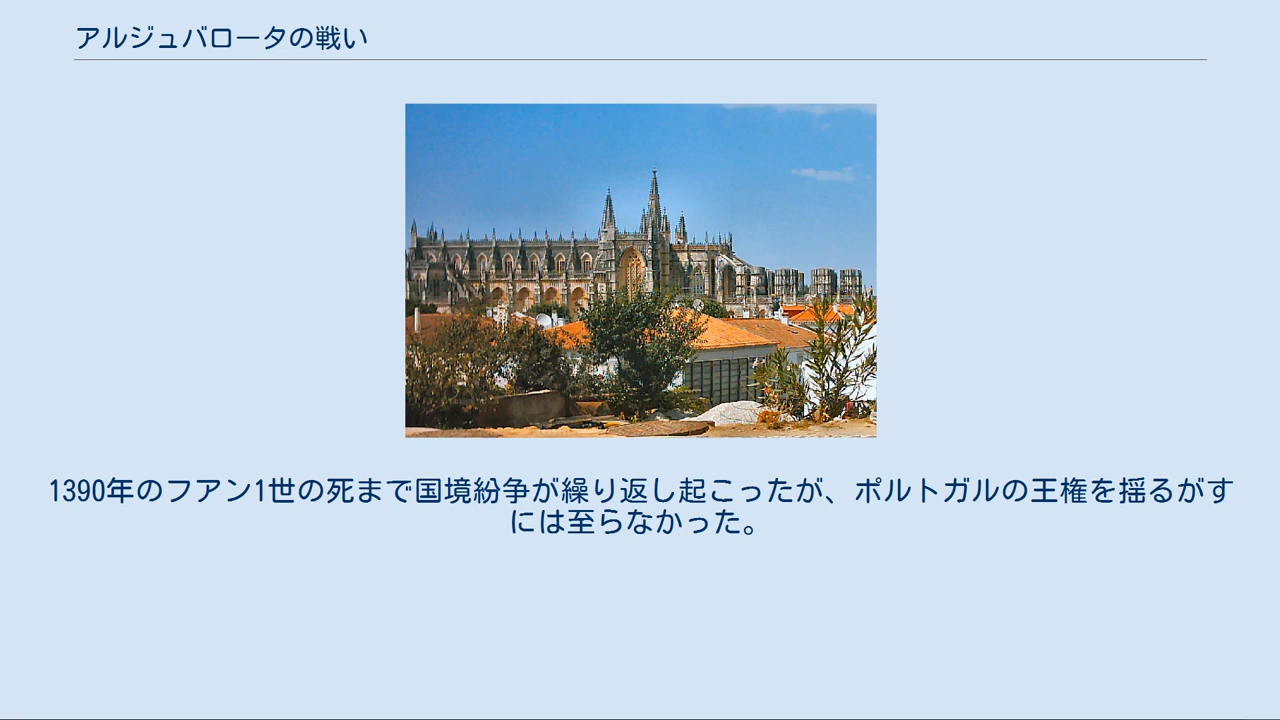 アルジュバロータの戦い
1390年のフアン1世の死まで国境紛争が繰り返し起こったが、ポルトガルの王権を揺るがす
には至らなかった。